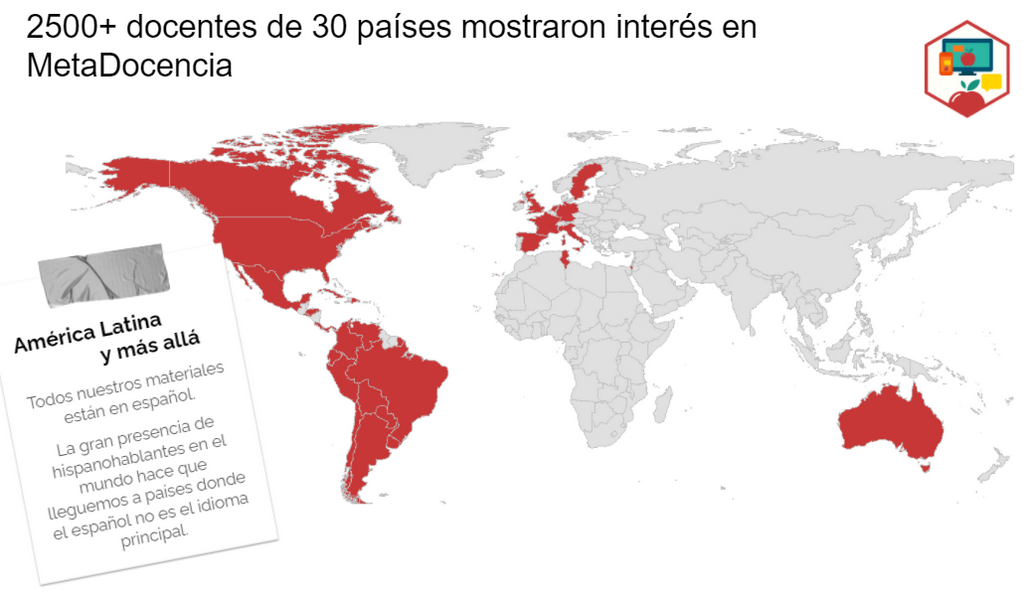 2500+ docentes de 30 países mostraron interés en
MetaDocencia
América Latina
y más allá
Todos nuestros materiales
están en español.
La gran presencia de
hispanohablantes en el
mundo hace que
lleguemos a países donde
el español no es el idioma
principal.